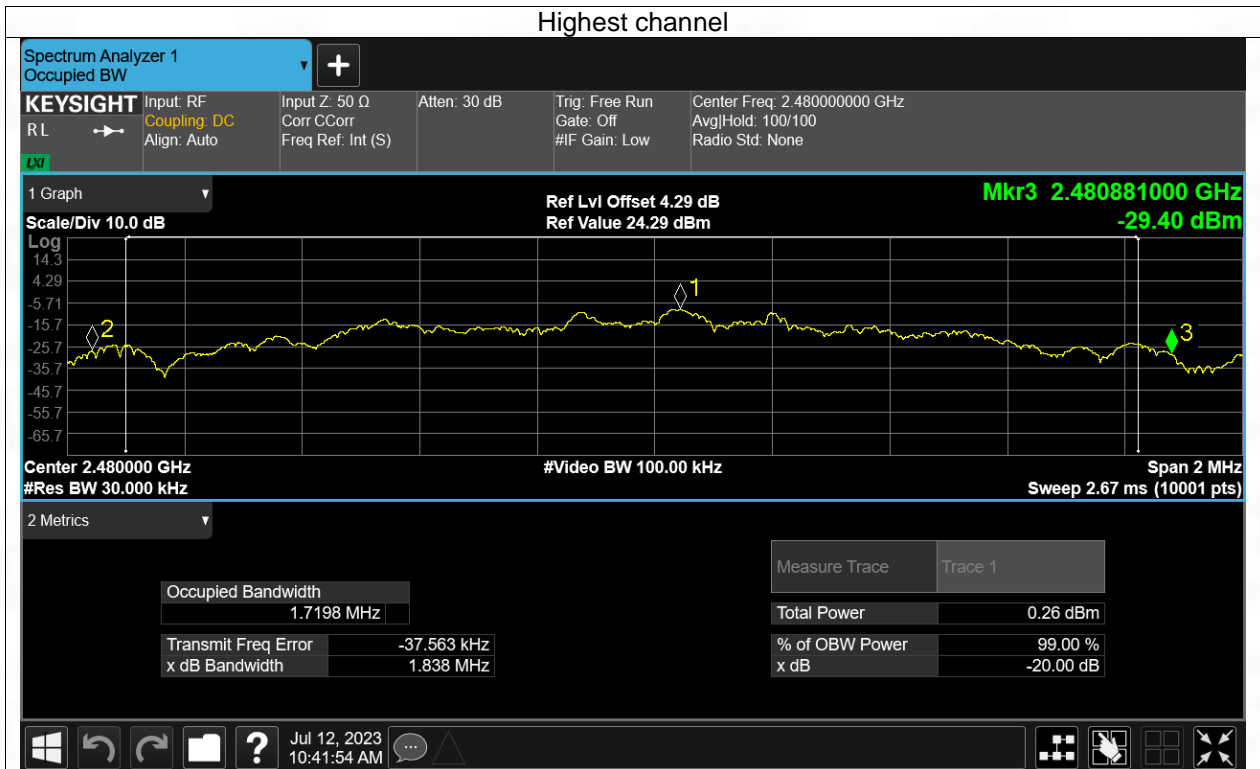 Highest channel
Spectrum Analyzer 1
Occupied BW
KEYSIGHT
R L
LXI
Input: RF
Coupling: DC
Align: Auto
Input Z: 50 Ω
Corr CCorr
Freq Ref: Int (S)
Atten: 30 dB
Trig: Free Run
Gate: Off
#IF Gain: Low
Center Freq: 2.480000000 GHz
Avg|Hold: 100/100
Radio Std: None
1 Graph
Scale/Div 10.0 dB
Ref Lvl Offset 4.29 dB
Ref Value 24.29 dBm
Mkr3 2.480881000 GHz
-29.40 dBm
Log
14.3
4.29
-5.71
-15.7
-25.7
-35.7
-45.7
-55.7
-65.7
1
2
3
Center 2.480000 GHz
#Res BW 30.000 kHz
#Video BW 100.00 kHz
Span 2 MHz
Sweep 2.67 ms (10001 pts)
2 Metrics
Measure Trace Trace 1
Occupied Bandwidth
1.7198 MHz
Total Power 0.26 dBm
Transmit Freq Error -37.563 kHz
% of OBW Power 99.00 %
x dB Bandwidth 1.838 MHz
x dB -20.00 dB
?
Jul 12, 2023
10:41:54 AM